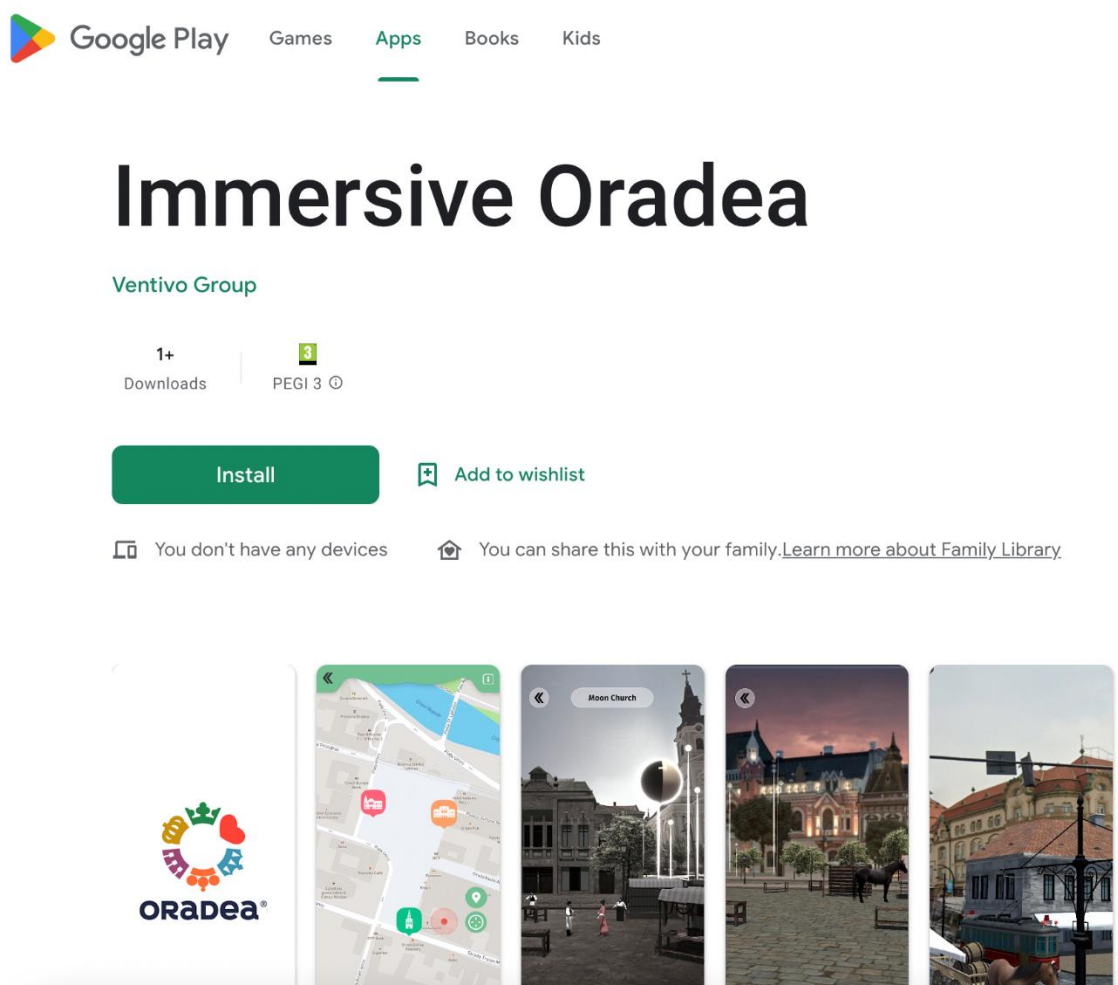 Google Play Games Apps Books Kids
Immersive Oradea
Ventivo Group
1+
3
Downloads
PEGI 3
Install
Add to wishlist
You don't have any devices
You can share this with your family.Learn more about Family Library
Moon Church
ORaDea®